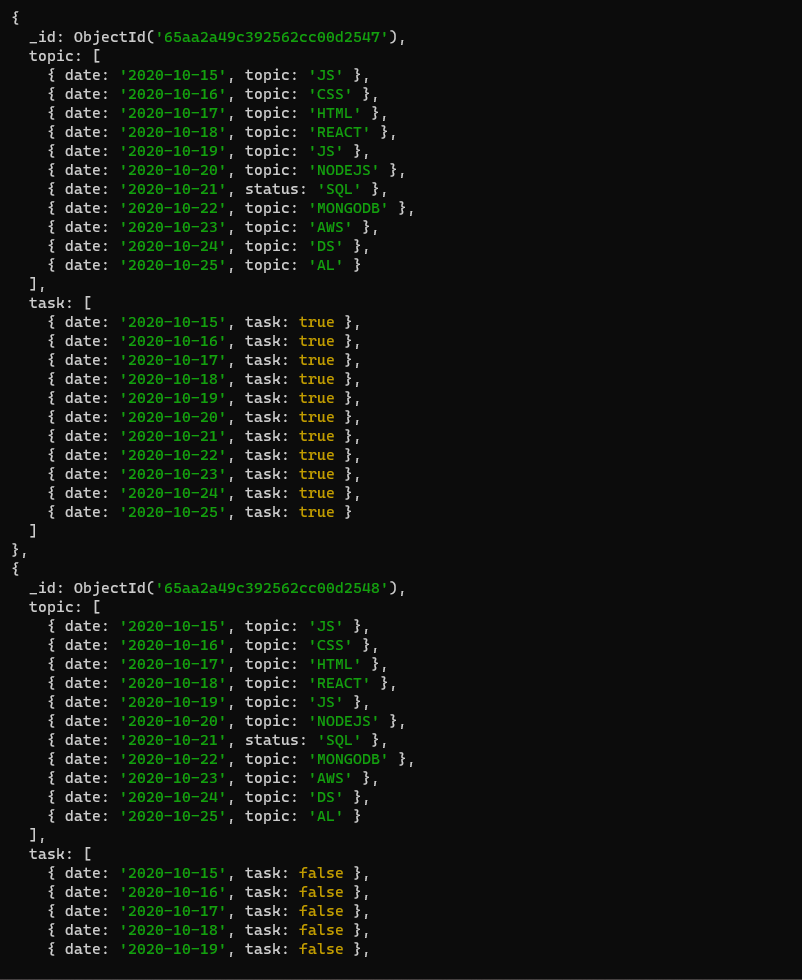 {
  _id: ObjectId('65aa2a49c392562cc00d2547'),
  topic: [
    { date: '2020-10-15', topic: 'JS' },
    { date: '2020-10-16', topic: 'CSS' },
    { date: '2020-10-17', topic: 'HTML' },
    { date: '2020-10-18', topic: 'REACT' },
    { date: '2020-10-19', topic: 'JS' },
    { date: '2020-10-20', topic: 'NODEJS' },
    { date: '2020-10-21', status: 'SQL' },
    { date: '2020-10-22', topic: 'MONGODB' },
    { date: '2020-10-23', topic: 'AWS' },
    { date: '2020-10-24', topic: 'DS' },
    { date: '2020-10-25', topic: 'AL' }
  ],
  task: [
    { date: '2020-10-15', task: true },
    { date: '2020-10-16', task: true },
    { date: '2020-10-17', task: true },
    { date: '2020-10-18', task: true },
    { date: '2020-10-19', task: true },
    { date: '2020-10-20', task: true },
    { date: '2020-10-21', task: true },
    { date: '2020-10-22', task: true },
    { date: '2020-10-23', task: true },
    { date: '2020-10-24', task: true },
    { date: '2020-10-25', task: true }
  ]
},
{
  _id: ObjectId('65aa2a49c392562cc00d2548'),
  topic: [
    { date: '2020-10-15', topic: 'JS' },
    { date: '2020-10-16', topic: 'CSS' },
    { date: '2020-10-17', topic: 'HTML' },
    { date: '2020-10-18', topic: 'REACT' },
    { date: '2020-10-19', topic: 'JS' },
    { date: '2020-10-20', topic: 'NODEJS' },
    { date: '2020-10-21', status: 'SQL' },
    { date: '2020-10-22', topic: 'MONGODB' },
    { date: '2020-10-23', topic: 'AWS' },
    { date: '2020-10-24', topic: 'DS' },
    { date: '2020-10-25', topic: 'AL' }
  ],
  task: [
    { date: '2020-10-15', task: false },
    { date: '2020-10-16', task: false },
    { date: '2020-10-17', task: false },
    { date: '2020-10-18', task: false },
    { date: '2020-10-19', task: false },